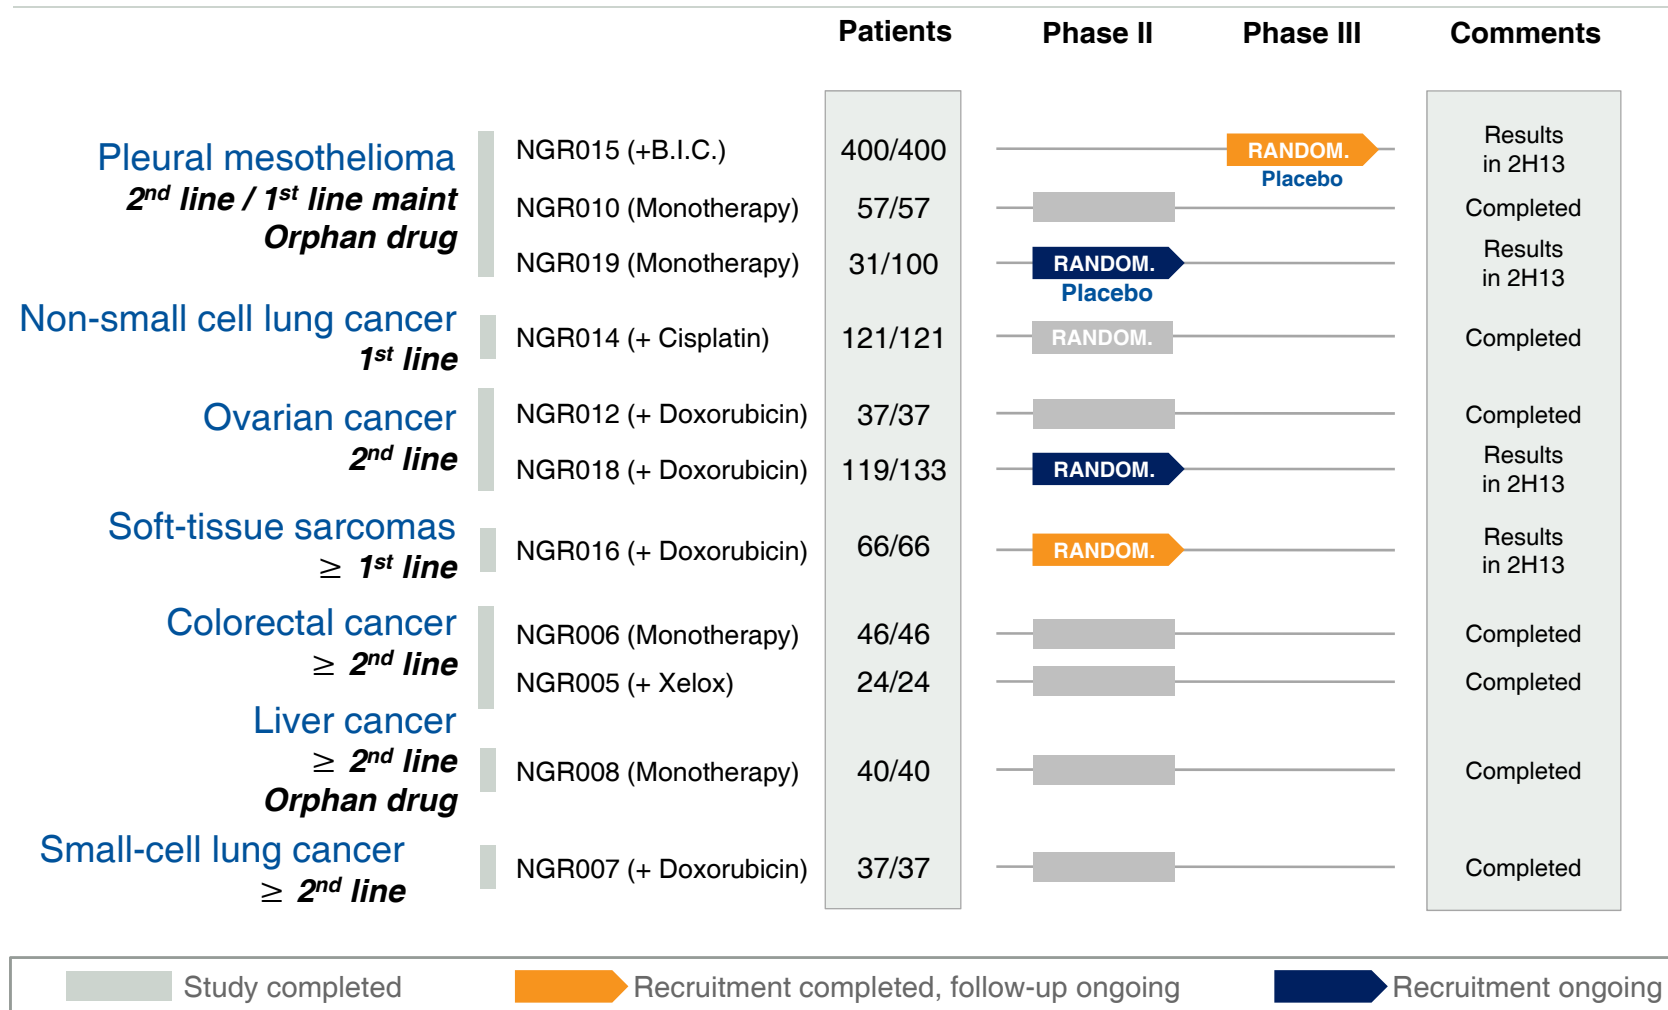 Patients Phase II Phase III Comments
Pleural mesothelioma
2nd line / 1st line maint
Orphan drug
NGR015 (+B.I.C.) 400/400 RANDOM. Placebo Results in 2H13
NGR010 (Monotherapy) 57/57 Completed
NGR019 (Monotherapy) 31/100 RANDOM. Placebo Results in 2H13
Non-small cell lung cancer
1st line
NGR014 (+ Cisplatin) 121/121 RANDOM. Completed
Ovarian cancer
2nd line
NGR012 (+ Doxorubicin) 37/37 Completed
NGR018 (+ Doxorubicin) 119/133 RANDOM. Results in 2H13
Soft-tissue sarcomas
≥ 1st line
NGR016 (+ Doxorubicin) 66/66 RANDOM. Results in 2H13
Colorectal cancer
≥ 2nd line
NGR006 (Monotherapy) 46/46 Completed
NGR005 (+ Xelox) 24/24 Completed
Liver cancer
≥ 2nd line
Orphan drug
NGR008 (Monotherapy) 40/40 Completed
Small-cell lung cancer
≥ 2nd line
NGR007 (+ Doxorubicin) 37/37 Completed
Study completed Recruitment completed, follow-up ongoing Recruitment ongoing